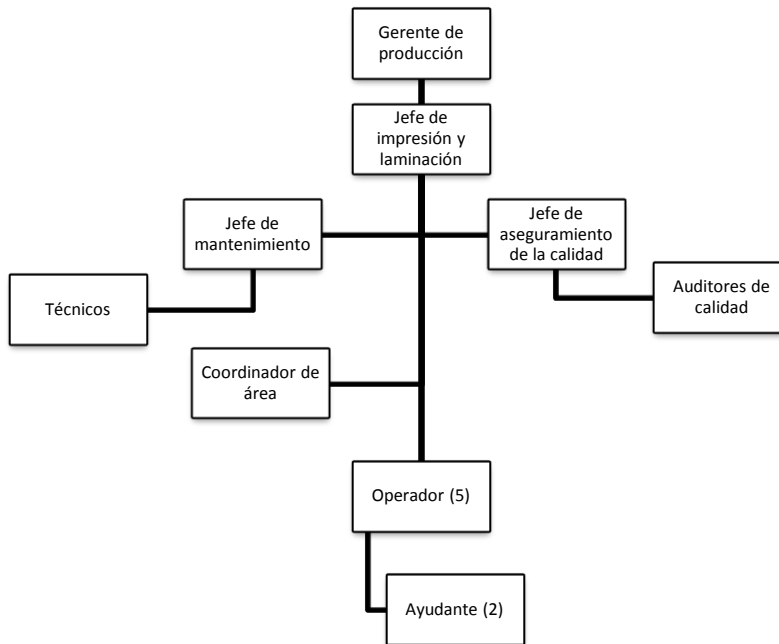 Gerente de
producción
Jefe de
impresión y
laminación
Jefe de
mantenimiento
Jefe de
aseguramiento
de la calidad
Técnicos
Auditores de
calidad
Coordinador de
área
Operador (5)
Ayudante (2)